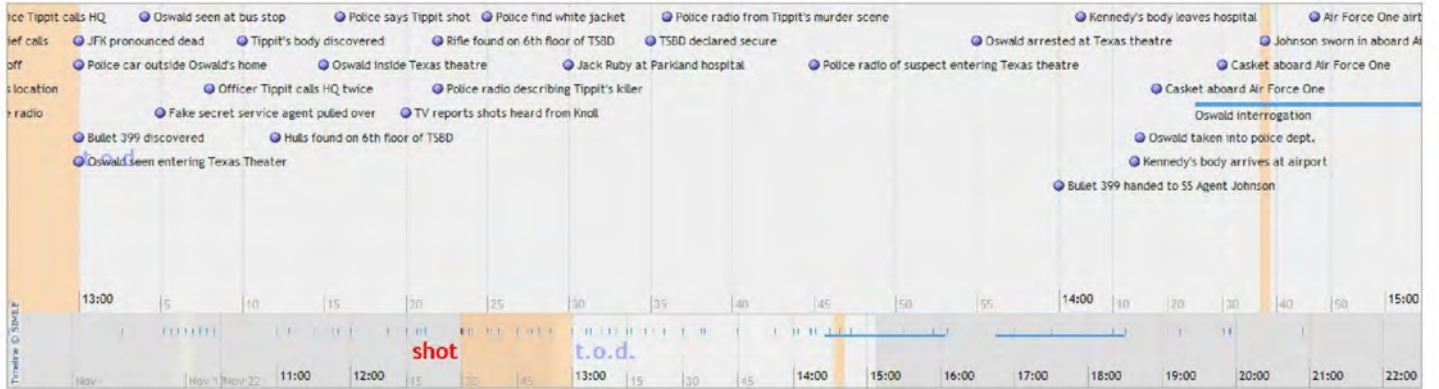 ice Tippit calls HQ Oswald seen at bus stop Police says Tippit shot Police find white jacket Police radio from Tippit's murder scene Kennedy's body leaves hospital Air Force One airt
ief calls JFK pronounced dead Tippit's body discovered Rifle found on 6th floor of TSBD TSBD declared secure Oswald arrested at Texas theatre Johnson sworn in aboard Ai
off Police car outside Oswald's home Oswald inside Texas theatre Jack Ruby at Parkland hospital Police radio of suspect entering Texas theatre Casket aboard Air Force One
s location Officer Tippit calls HQ twice Police radio describing Tippit's killer Casket aboard Air Force One
e radio Fake secret service agent pulled over TV reports shots heard from Knoll Oswald interrogation
Bullet 399 discovered Hulls found on 6th floor of TSBD Oswald taken into police dept.
t.o.d.
Oswald seen entering Texas Theater Kennedy's body arrives at airport
Bullet 399 handed to SS Agent Johnson
13:00 5 10 15 20 25 30 35 40 45 50 55 14:00 10 20 30 40 50 15:00
Timeline © SIMILE
shot t.o.d.
Nov Nov 17 Nov 22 11:00 12:00 15 30 45 13:00 15 30 45 14:00 15:00 16:00 17:00 18:00 19:00 20:00 21:00 22:00